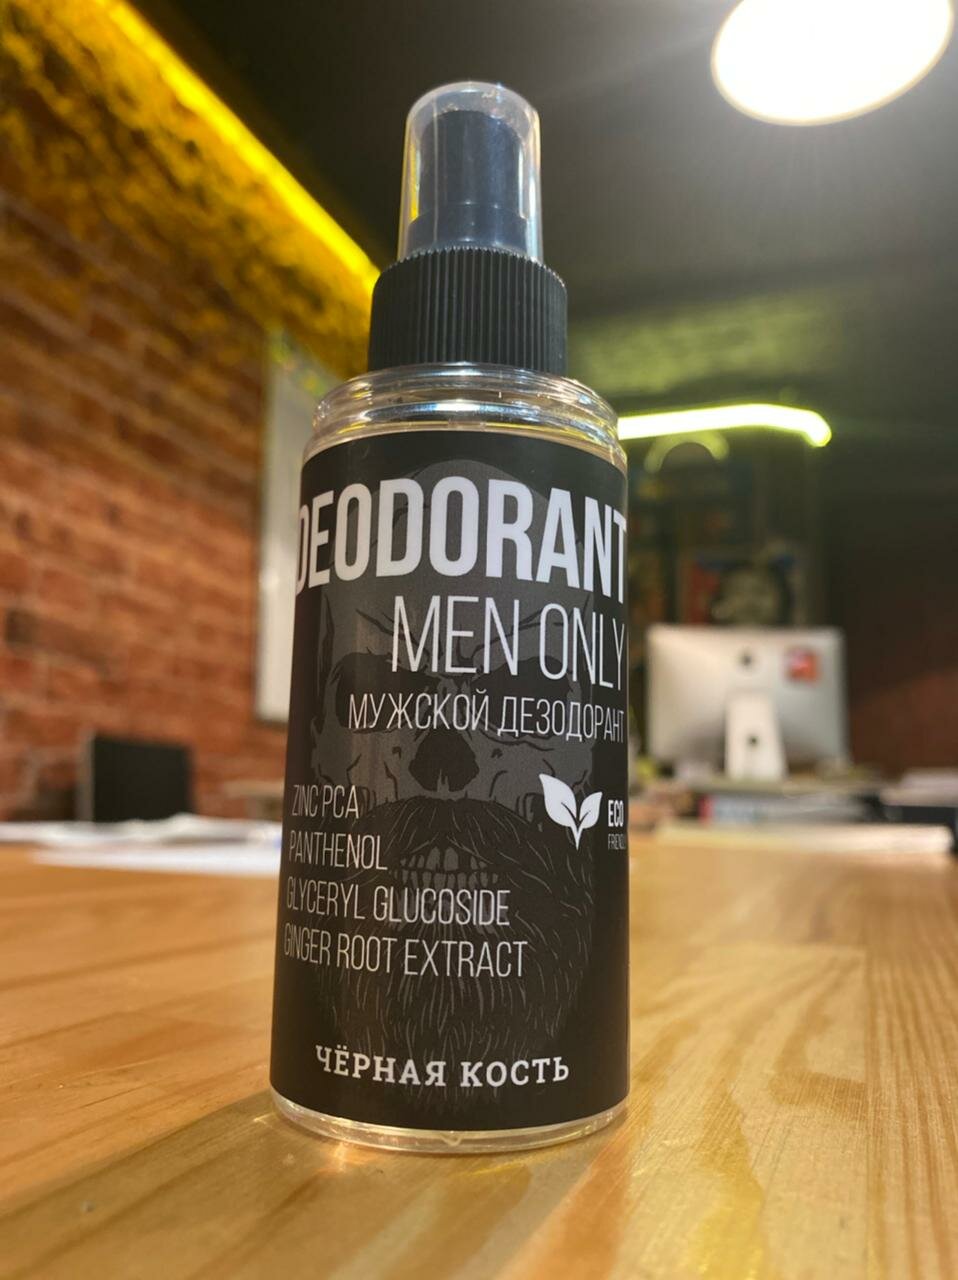 DEODORANT
MEN ONLY
МУЖСКОЙ ДЕЗОДОРАНТ
ZINC PCA
PANTHENOL
GLYCERYL GLUCOSIDE
GINGER ROOT EXTRACT
ECO
ЧЁРНАЯ КОСТЬ